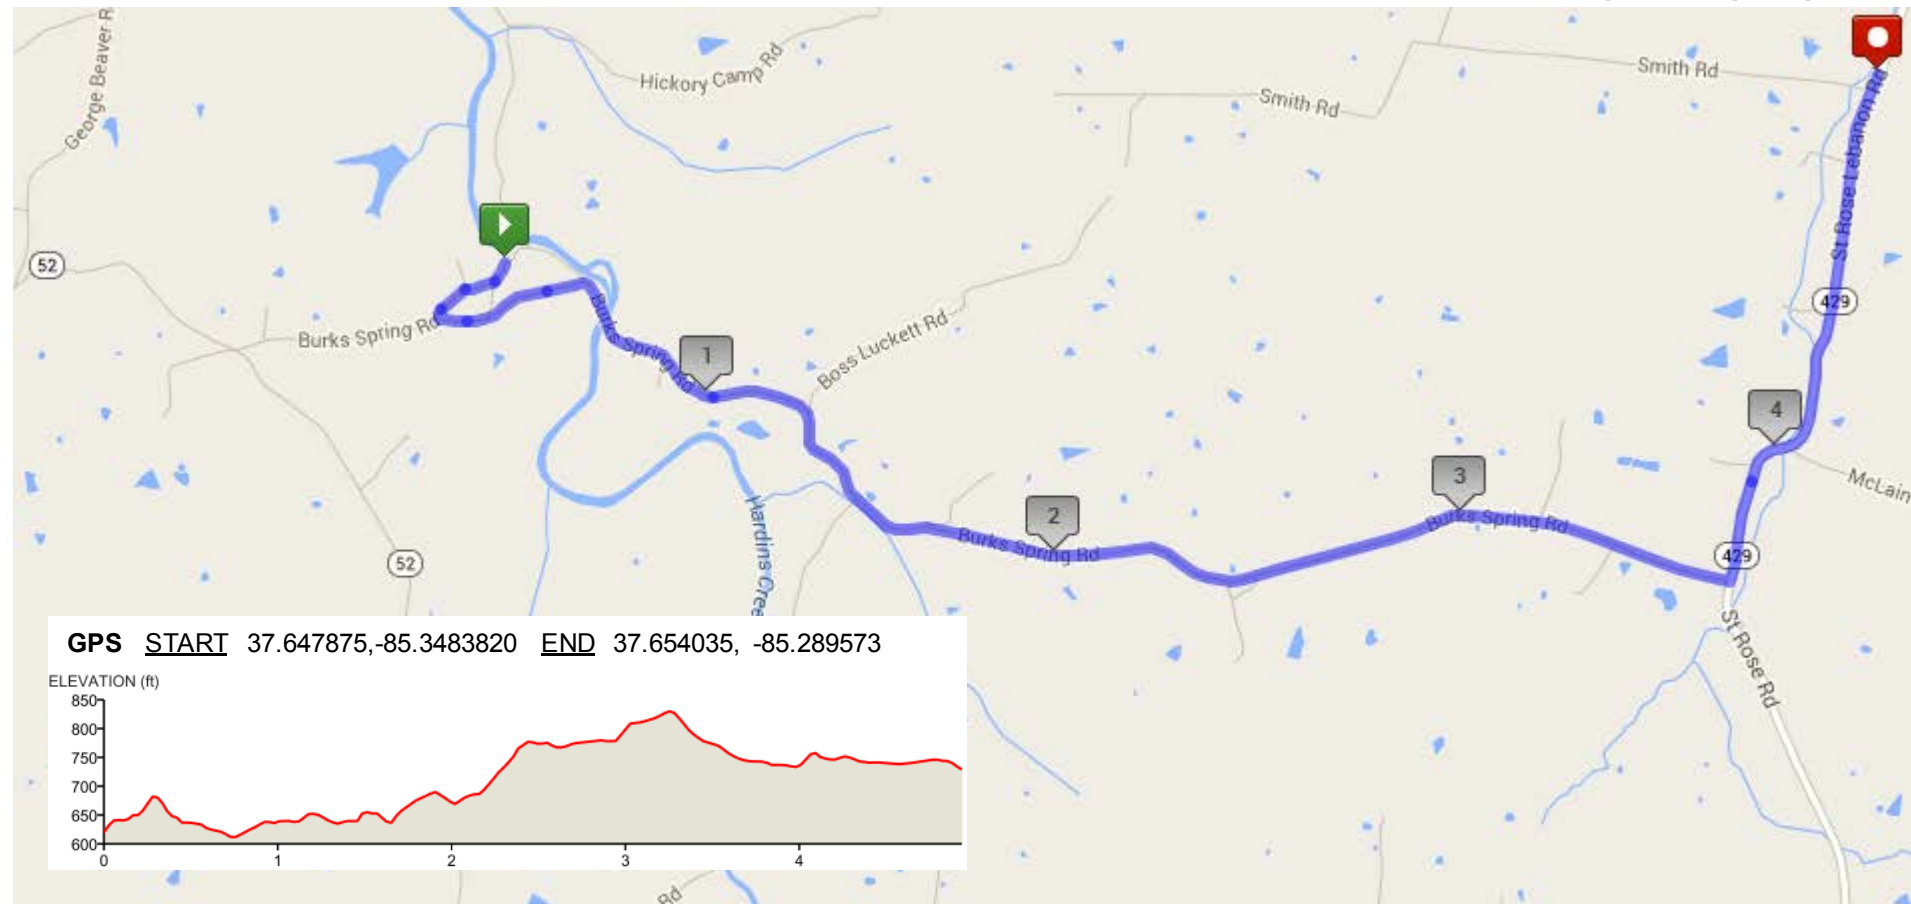 George Beaver R
Hickory Camp Rd
Smith Rd
Smith Rd
St Rose Lebanon Rd
52
Burks Spring Rd
Burks Spring Rd
429
1
Boss Luckett Rd
4
McLain
3
Burks Spring Rd
2
Burks Spring Rd
Hardins Cree
52
429
St Rose Rd
GPS START 37.647875,-85.3483820 END 37.654035, -85.289573
ELEVATION (ft)
850
800
750
700
650
600
0 1 2 3 4
Rd